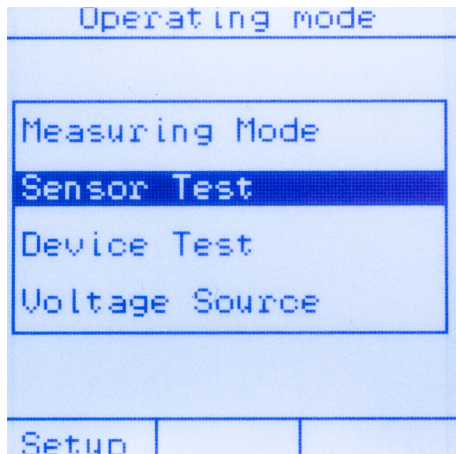 Operating mode
Measuring Mode
Sensor Test
Device Test
Voltage Source
Setup